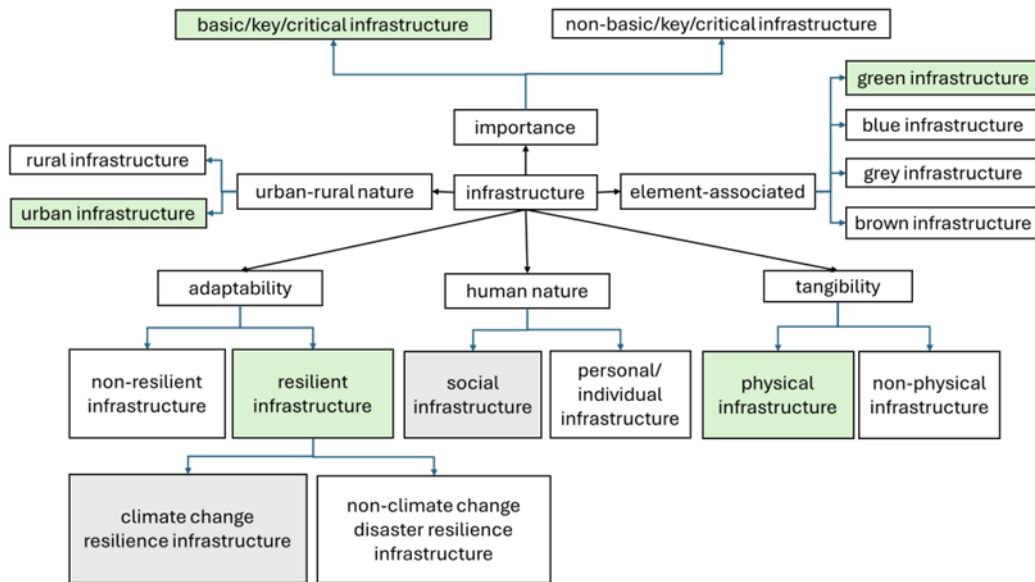 basic/key/critical infrastructure
non-basic/key/critical infrastructure
green infrastructure
importance
blue infrastructure
rural infrastructure
urban-rural nature
infrastructure
element-associated
grey infrastructure
urban infrastructure
brown infrastructure
adaptability
human nature
tangibility
non-resilient
infrastructure
resilient
infrastructure
social
infrastructure
personal/
individual
infrastructure
physical
infrastructure
non-physical
infrastructure
climate change
resilience infrastructure
non-climate change
disaster resilience
infrastructure